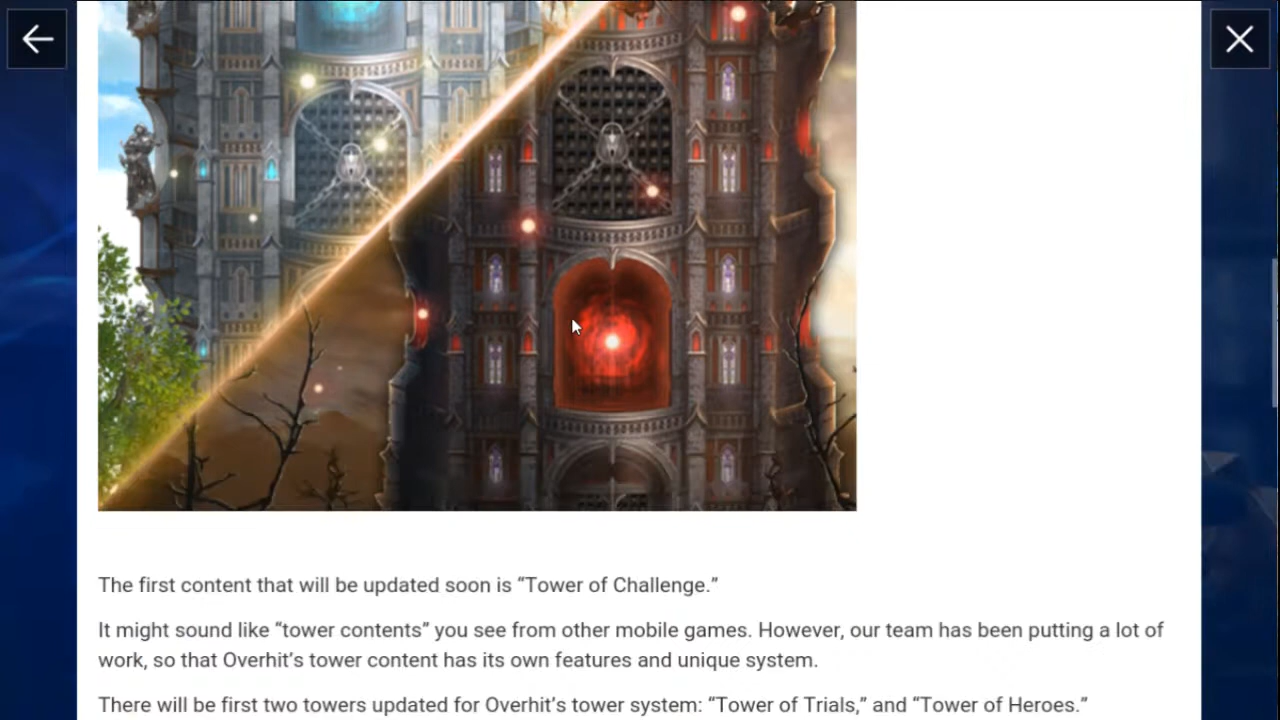 The first content that will be updated soon is “Tower of Challenge.”
It might sound like “tower contents” you see from other mobile games. However, our team has been putting a lot of
work, so that Overhit’s tower content has its own features and unique system.
There will be first two towers updated for Overhit’s tower system: “Tower of Trials,” and “Tower of Heroes.”